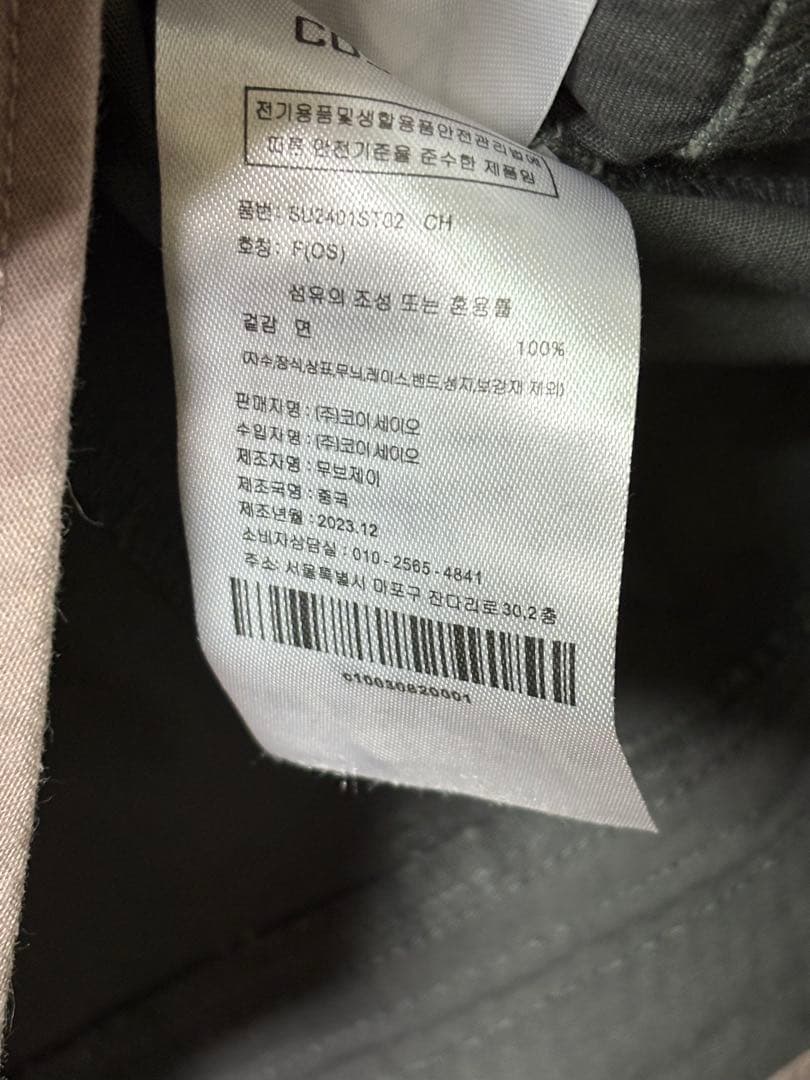 전기용품및생활용품안전관리법에
따른 안전기준을 준수한 제품임
품번: SU2401ST02 CH
호칭: F(OS)
섬유의 조성 또는 혼용률
겉감 면 100%
(자수,장식,상표,무늬,레이스,밴드,심지,보강재 제외)
판매자명 : (주)코이세이오
수입자명 : (주)코이세이오
제조자명 : 무브제이
제조국명 : 중국
제조년월 : 2023.12
소비자상담실 : 010-2565-4841
주소: 서울특별시 마포구 잔다리로 30,2층
c10030820001